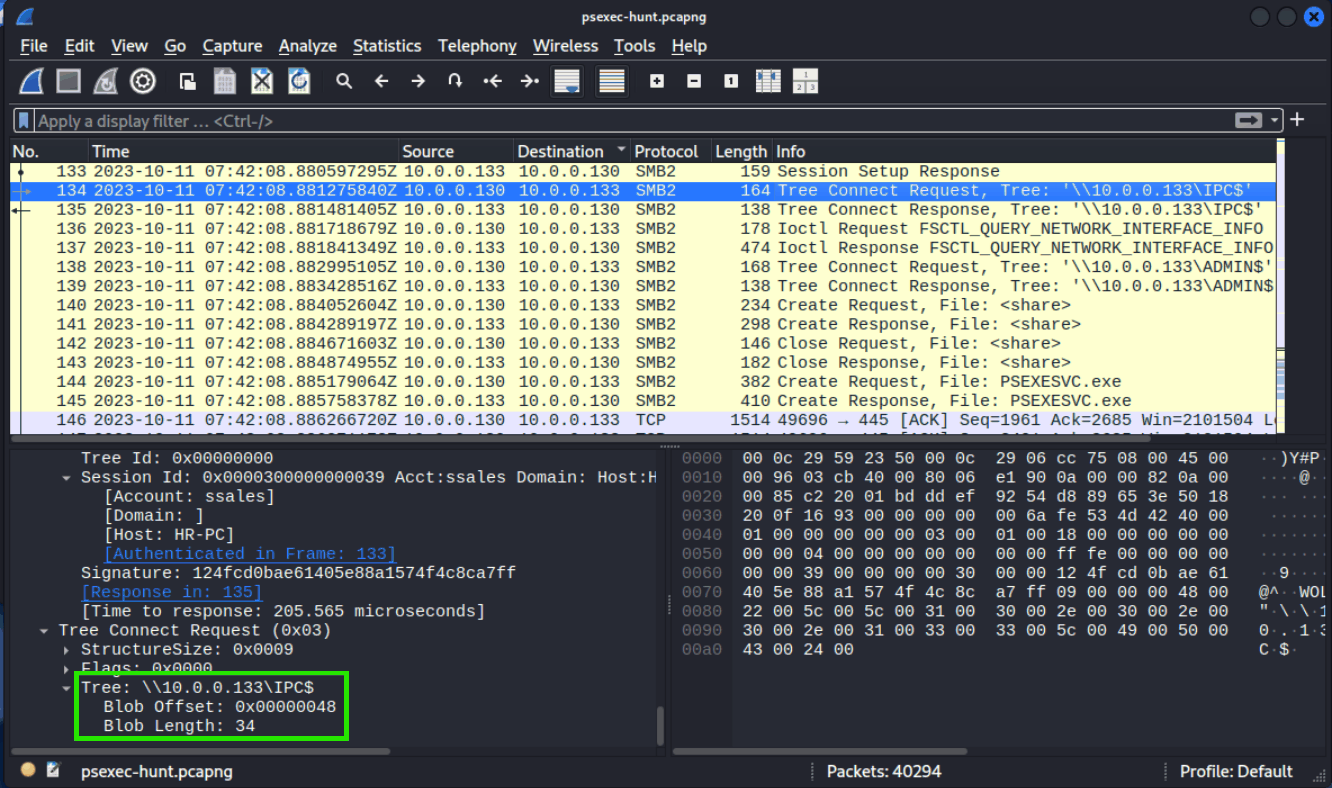 psexec-hunt.pcapng
File Edit View Go Capture Analyze Statistics Telephony Wireless Tools Help
Apply a display filter … <Ctrl-/>
No. Time Source Destination Protocol Length Info
133 2023-10-11 07:42:08.880597295Z 10.0.0.133 10.0.0.130 SMB2 159 Session Setup Response
134 2023-10-11 07:42:08.881275840Z 10.0.0.130 10.0.0.133 SMB2 164 Tree Connect Request, Tree: '\\10.0.0.133\IPC$'
135 2023-10-11 07:42:08.881481405Z 10.0.0.133 10.0.0.130 SMB2 138 Tree Connect Response, Tree: '\\10.0.0.133\IPC$'
136 2023-10-11 07:42:08.881718679Z 10.0.0.130 10.0.0.133 SMB2 178 Ioctl Request FSCTL_QUERY_NETWORK_INTERFACE_INFO
137 2023-10-11 07:42:08.881841349Z 10.0.0.133 10.0.0.130 SMB2 474 Ioctl Response FSCTL_QUERY_NETWORK_INTERFACE_INFO
138 2023-10-11 07:42:08.882995105Z 10.0.0.130 10.0.0.133 SMB2 168 Tree Connect Request, Tree: '\\10.0.0.133\ADMIN$'
139 2023-10-11 07:42:08.883428516Z 10.0.0.133 10.0.0.130 SMB2 138 Tree Connect Response, Tree: '\\10.0.0.133\ADMIN$
140 2023-10-11 07:42:08.884052604Z 10.0.0.130 10.0.0.133 SMB2 234 Create Request, File: <share>
141 2023-10-11 07:42:08.884289197Z 10.0.0.133 10.0.0.130 SMB2 298 Create Response, File: <share>
142 2023-10-11 07:42:08.884671603Z 10.0.0.130 10.0.0.133 SMB2 146 Close Request, File: <share>
143 2023-10-11 07:42:08.884874955Z 10.0.0.133 10.0.0.130 SMB2 182 Close Response, File: <share>
144 2023-10-11 07:42:08.885179064Z 10.0.0.130 10.0.0.133 SMB2 382 Create Request, File: PSEXESVC.exe
145 2023-10-11 07:42:08.885758378Z 10.0.0.133 10.0.0.130 SMB2 410 Create Response, File: PSEXESVC.exe
146 2023-10-11 07:42:08.886266720Z 10.0.0.130 10.0.0.133 TCP 1514 49696 → 445 [ACK] Seq=1961 Ack=2685 Win=2101504 L
Tree Id: 0x00000000
Session Id: 0x0000300000000039 Acct:ssales Domain: Host:H
[Account: ssales]
[Domain: ]
[Host: HR-PC]
[Authenticated in Frame: 133]
Signature: 124fcd0bae61405e88a1574f4c8ca7ff
[Response in: 135]
[Time to response: 205.565 microseconds]
Tree Connect Request (0x03)
StructureSize: 0x0009
Flags: 0x0000
Tree: \\10.0.0.133\IPC$
Blob Offset: 0x00000048
Blob Length: 34
0000 00 0c 29 59 23 50 00 0c 29 06 cc 75 08 00 45 00 ··)Y#P·
0010 00 96 03 cb 40 00 80 06 e1 90 0a 00 00 82 0a 00 ····@·
0020 00 85 c2 20 01 bd dd ef 92 54 d8 89 65 3e 50 18 ··· ···
0030 20 0f 16 93 00 00 00 00 00 6a fe 53 4d 42 40 00 ······
0040 01 00 00 00 00 00 03 00 01 00 18 00 00 00 00 00 ·······
0050 00 00 04 00 00 00 00 00 00 00 ff fe 00 00 00 00 ·······
0060 00 00 39 00 00 00 00 30 00 00 12 4f cd 0b ae 61 ··9····
0070 40 5e 88 a1 57 4f 4c 8c a7 ff 09 00 00 00 48 00 @^··WOL
0080 22 00 5c 00 5c 00 31 00 30 00 2e 00 30 00 2e 00 "·\·\·1
0090 30 00 2e 00 31 00 33 00 33 00 5c 00 49 00 50 00 0·.·1·3
00a0 43 00 24 00 C·$·
psexec-hunt.pcapng Packets: 40294 Profile: Default